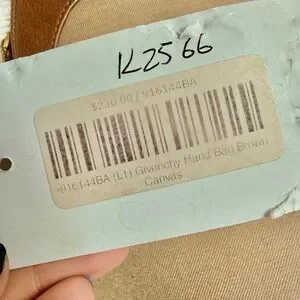 K2566
$230.00 / 916144BA
-916144BA (L1) Givenchy Hand Bag Brown
Canvas